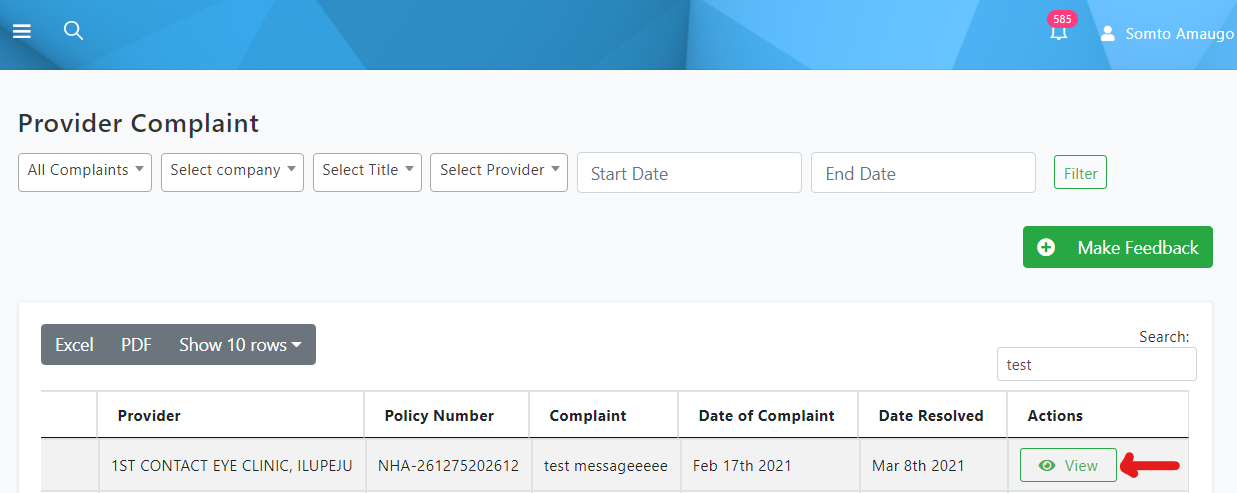 585
Somto Amaugo
Provider Complaint
All Complaints Select company Select Title Select Provider Start Date End Date Filter
Make Feedback
Excel PDF Show 10 rows
Search:
test
Provider Policy Number Complaint Date of Complaint Date Resolved Actions
1ST CONTACT EYE CLINIC, ILUPEJU NHA-261275202612 test messageeeee Feb 17th 2021 Mar 8th 2021 View